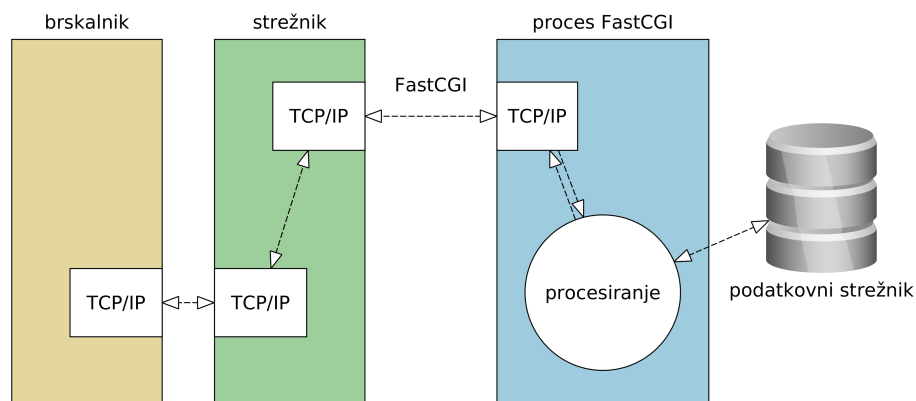 brskalnik
strežnik
proces FastCGI
FastCGI
TCP/IP
TCP/IP
TCP/IP
TCP/IP
procesiranje
podatkovni strežnik